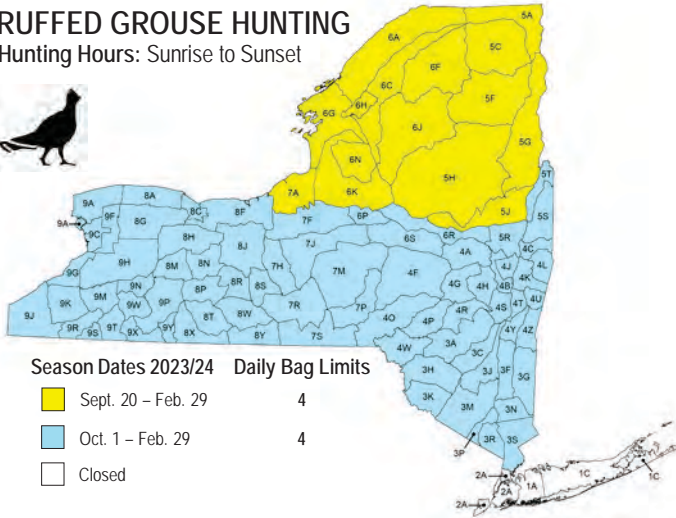 RUFFED GROUSE HUNTING
Hunting Hours: Sunrise to Sunset
5A
6A
5C
6F
6C
5F
6H
6G
6J
5G
6N
5H
5T
7A
6K
9A
8A
8C
8F
5J
9A
9F
8G
7F
6P
5S
9C
8H
6S
6R
5R
8J
7J
4A
4C
9H
8M
8N
7H
7M
4F
4J
4L
9G
4K
9N
8R
8S
4G
4H
4B
9M
8P
9K
9W
9P
7R
7P
4R
4S
4T
4U
9J
8T
8W
4O
4P
9R
9S
9T
9X
9Y
8X
8Y
7S
4Y
4Z
4W
3A
3C
Season Dates 2023/24 Daily Bag Limits
3H
3J
3F
3G
Sept. 20 – Feb. 29 4
3K
3M
3N
Oct. 1 – Feb. 29 4
3P
3R
3S
Closed
2A
1A
1C
1C
2A
2A